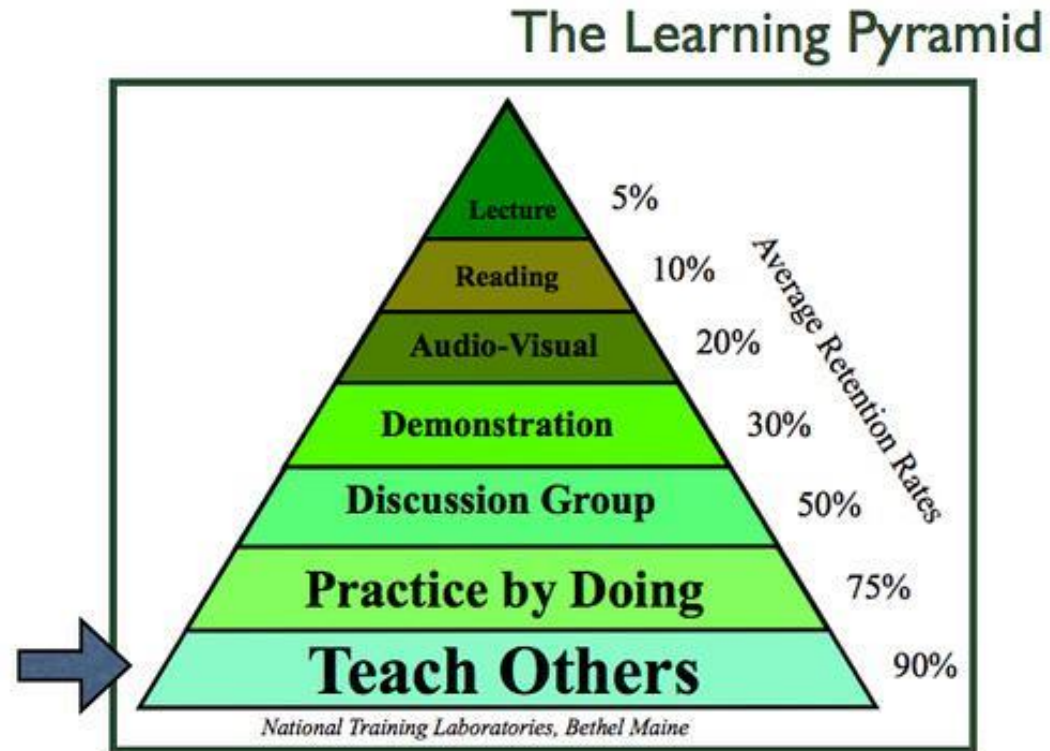 The Learning Pyramid
Lecture 5%
Reading 10%
Audio-Visual 20%
Demonstration 30%
Discussion Group 50%
Practice by Doing 75%
Teach Others 90%
Average Retention Rates
National Training Laboratories, Bethel Maine